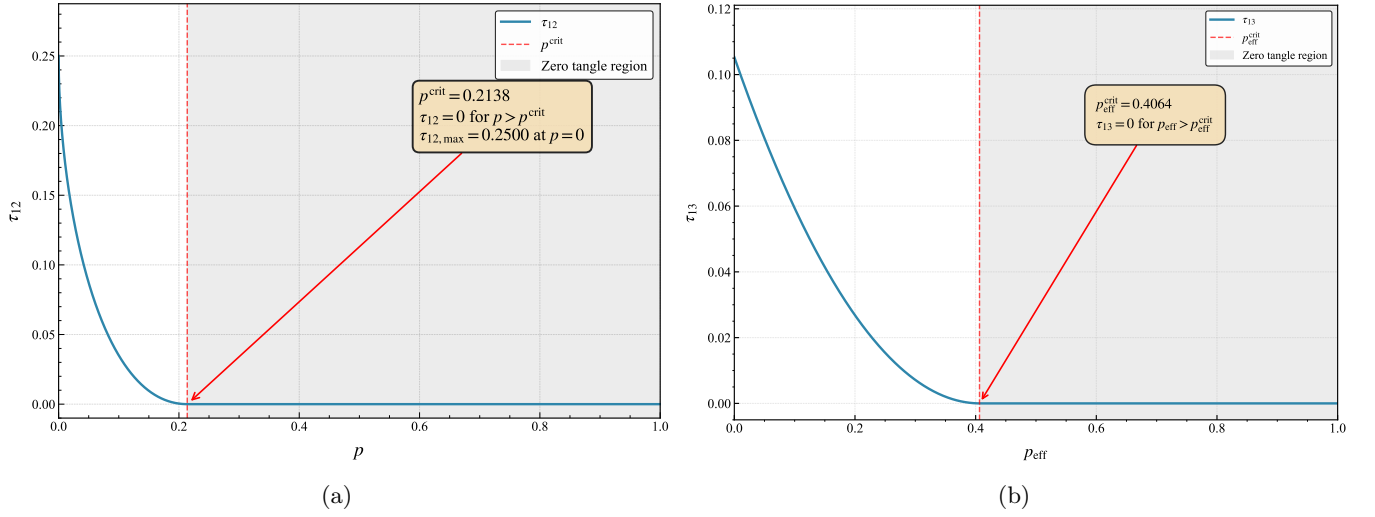 τ₁₂
p^crit
Zero tangle region
p^crit = 0.2138
τ₁₂ = 0 for p > p^crit
τ₁₂,max = 0.2500 at p = 0
0.25
0.20
0.15
0.10
0.05
0.00
τ₁₂
0.0 0.2 0.4 0.6 0.8 1.0
p
(a)
τ₁₃
p_eff^crit
Zero tangle region
p_eff^crit = 0.4064
τ₁₃ = 0 for p_eff > p_eff^crit
0.12
0.10
0.08
0.06
0.04
0.02
0.00
τ₁₃
0.0 0.2 0.4 0.6 0.8 1.0
p_eff
(b)